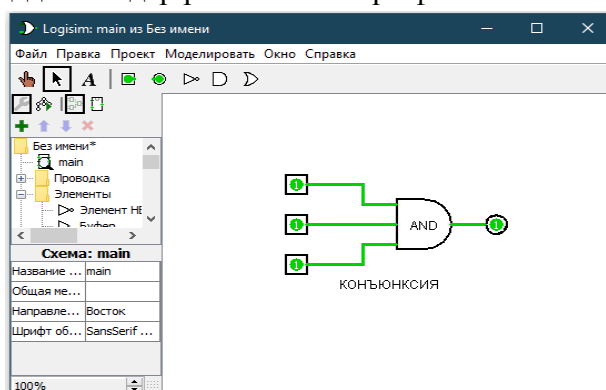 Logisim: main из Без имени
Файл Правка Проект Моделировать Окно Справка
A
Без имени*
main
Проводка
Элементы
Элемент НЕ
Буфер
Схема: main
Название ... main
Общая ме...
Направле... Восток
Шрифт об... SansSerif ...
100%
1
1
AND
1
1
КОНЪЮНКСИЯ